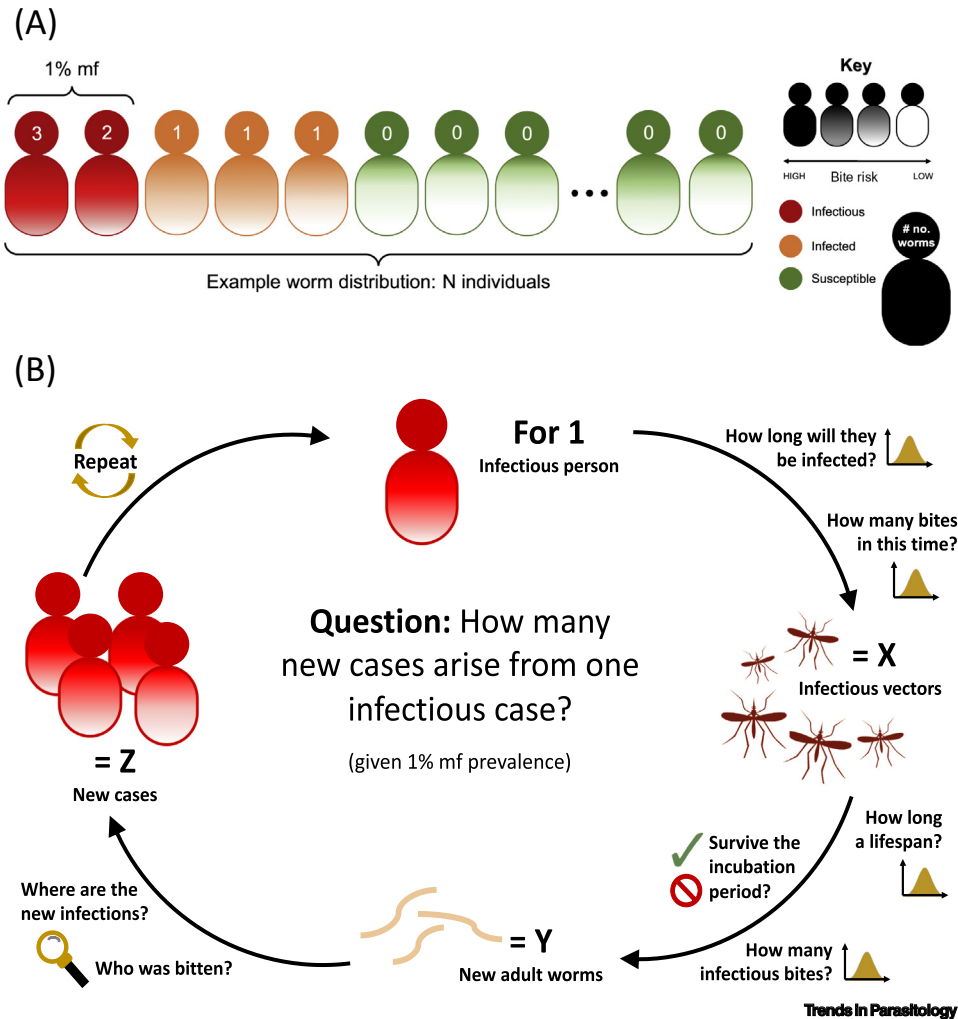 (A)
1% mf
3
2
1
1
1
0
0
0
0
0
Example worm distribution: N individuals
Key
HIGH
Bite risk
LOW
Infectious
Infected
Susceptible
# no.
worms
(B)
Repeat
For 1
Infectious person
How long will they
be infected?
How many bites
in this time?
= X
Infectious vectors
Question: How many
new cases arise from one
infectious case?
(given 1% mf prevalence)
= Z
New cases
How long
a lifespan?
Survive the
incubation
period?
How many
infectious bites?
= Y
New adult worms
Where are the
new infections?
Who was bitten?
Trends in Parasitology